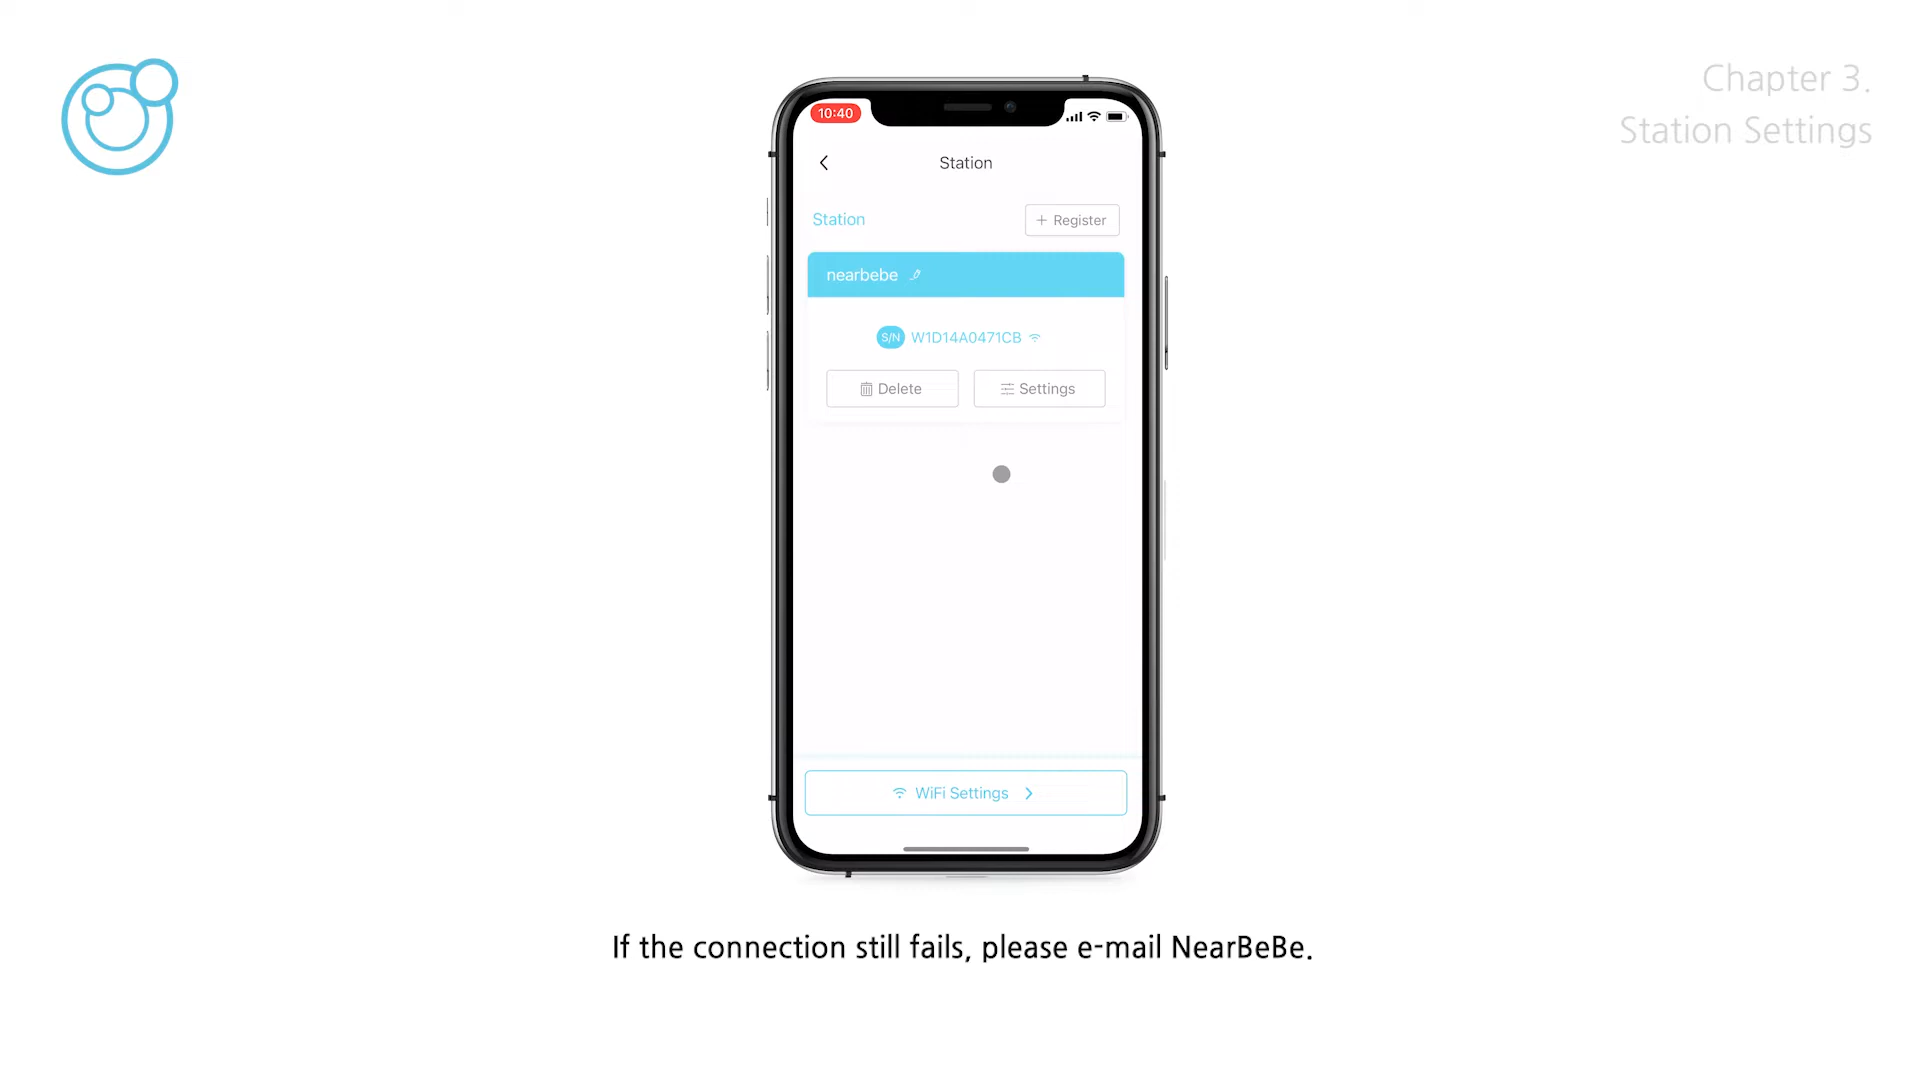 Chapter 3.
Station Settings
10:40
Station
Station
+ Register
nearbebe
S/N W1D14A0471CB
Delete
Settings
WiFi Settings
If the connection still fails, please e-mail NearBeBe.